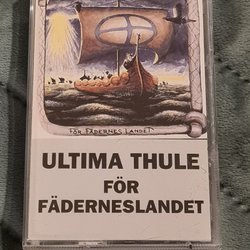 FÖR FÄDERNESLANDET
ULTIMA THULE
FÖR
FÄDERNESLANDET